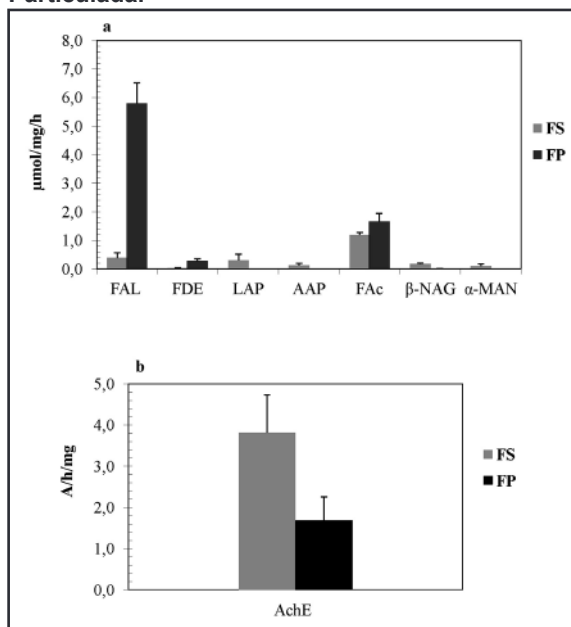 Particulada.
a
8,0
7,0
6,0
5,0
4,0
3,0
2,0
1,0
0,0
µmol/mg/h
FAL FDE LAP AAP FAc β-NAG α-MAN
FS
FP
b
5,0
4,0
3,0
2,0
1,0
0,0
A/h/mg
AchE
FS
FP